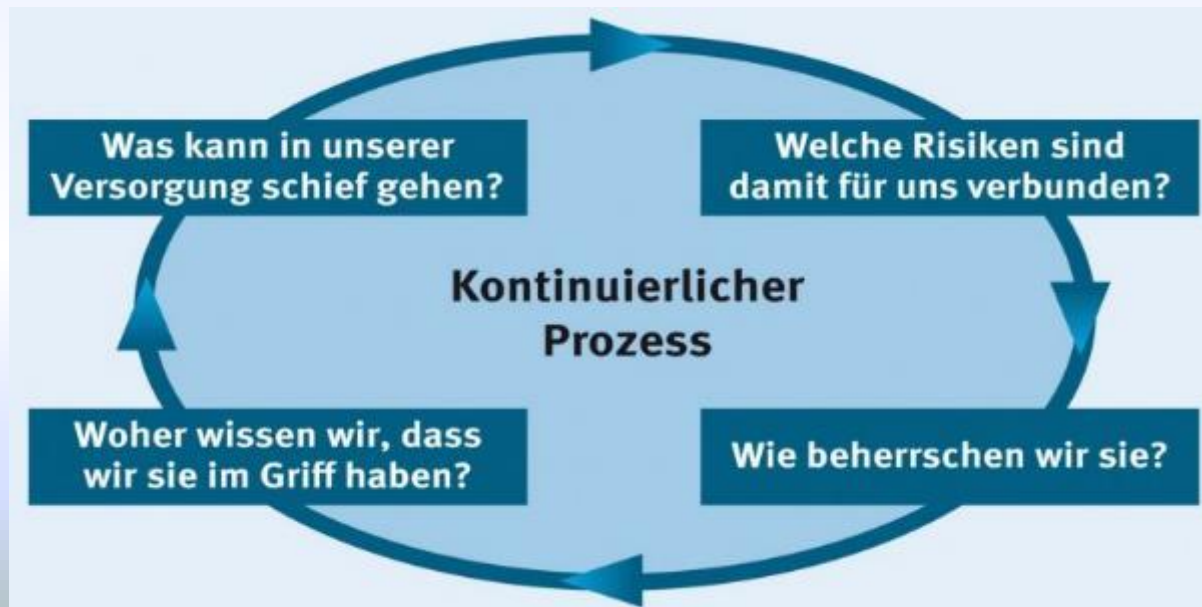 Was kann in unserer
Versorgung schief gehen?
Welche Risiken sind
damit für uns verbunden?
Kontinuierlicher
Prozess
Woher wissen wir, dass
wir sie im Griff haben?
Wie beherrschen wir sie?